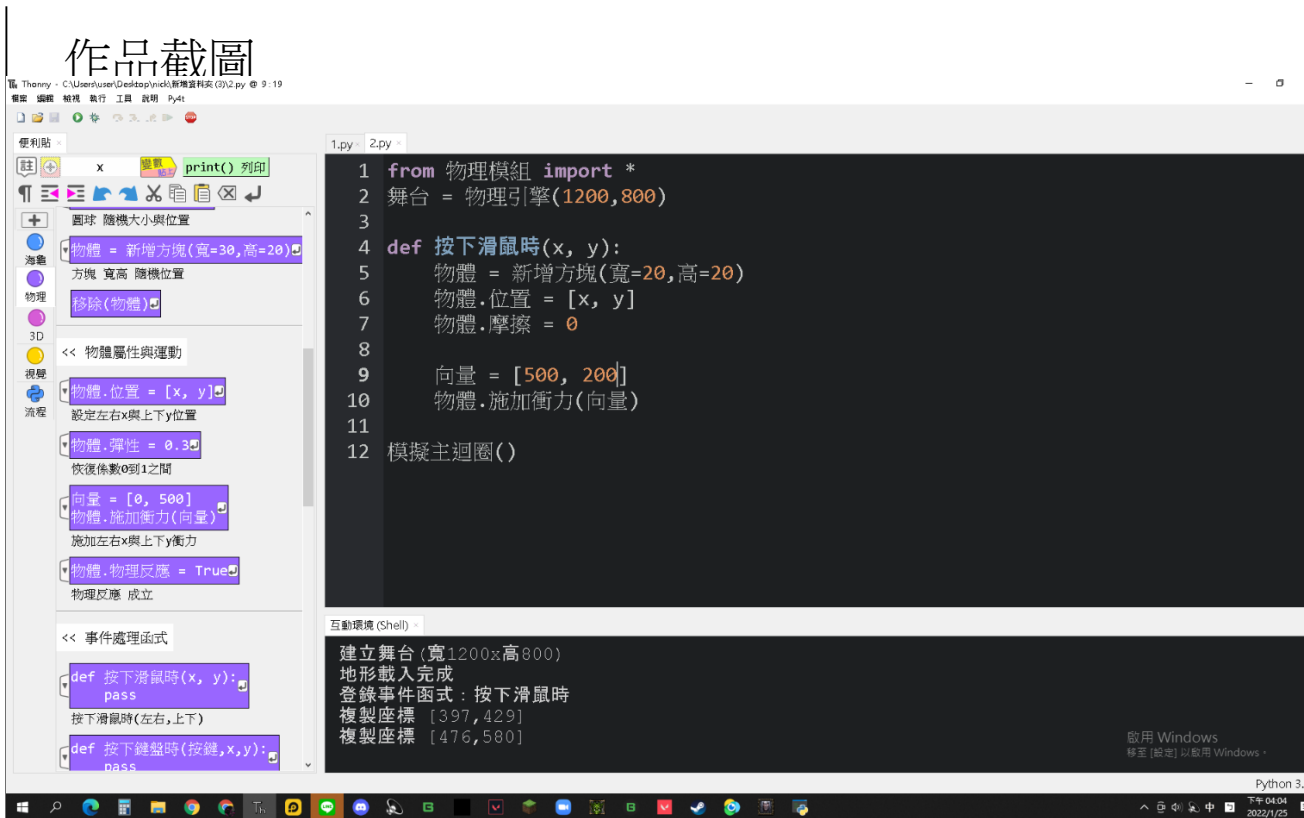 作品截圖
Thonny - C:\Users\user\Desktop\nick\新增資料夾 (3)\2.py @ 9 : 19
檔案 編輯 檢視 執行 工具 說明 Py4t
便利貼 ×
註 x 變數 貼上 print() 列印
圓球 隨機大小與位置
物體 = 新增方塊(寬=30,高=20)
方塊 寬高 隨機位置
移除(物體)
<< 物體屬性與運動
物體.位置 = [x, y]
設定左右x與上下y位置
物體.彈性 = 0.3
恢復係數0到1之間
向量 = [0, 500]
物體.施加衝力(向量)
施加左右x與上下y衝力
物體.物理反應 = True
物理反應 成立
<< 事件處理函式
def 按下滑鼠時(x, y):
pass
按下滑鼠時(左右,上下)
def 按下鍵盤時(按鍵,x,y):
pass
海龜
物理
3D
視覺
流程
1.py × 2.py ×
1 from 物理模組 import *
2 舞台 = 物理引擎(1200,800)
3
4 def 按下滑鼠時(x, y):
5 物體 = 新增方塊(寬=20,高=20)
6 物體.位置 = [x, y]
7 物體.摩擦 = 0
8
9 向量 = [500, 200]
10 物體.施加衝力(向量)
11
12 模擬主迴圈()
互動環境 (Shell) ×
建立舞台(寬1200x高800)
地形載入完成
登錄事件函式：按下滑鼠時
複製座標 [397,429]
複製座標 [476,580]
啟用 Windows
移至 [設定] 以啟用 Windows。
Python 3.
中
下午 04:04
2022/1/25